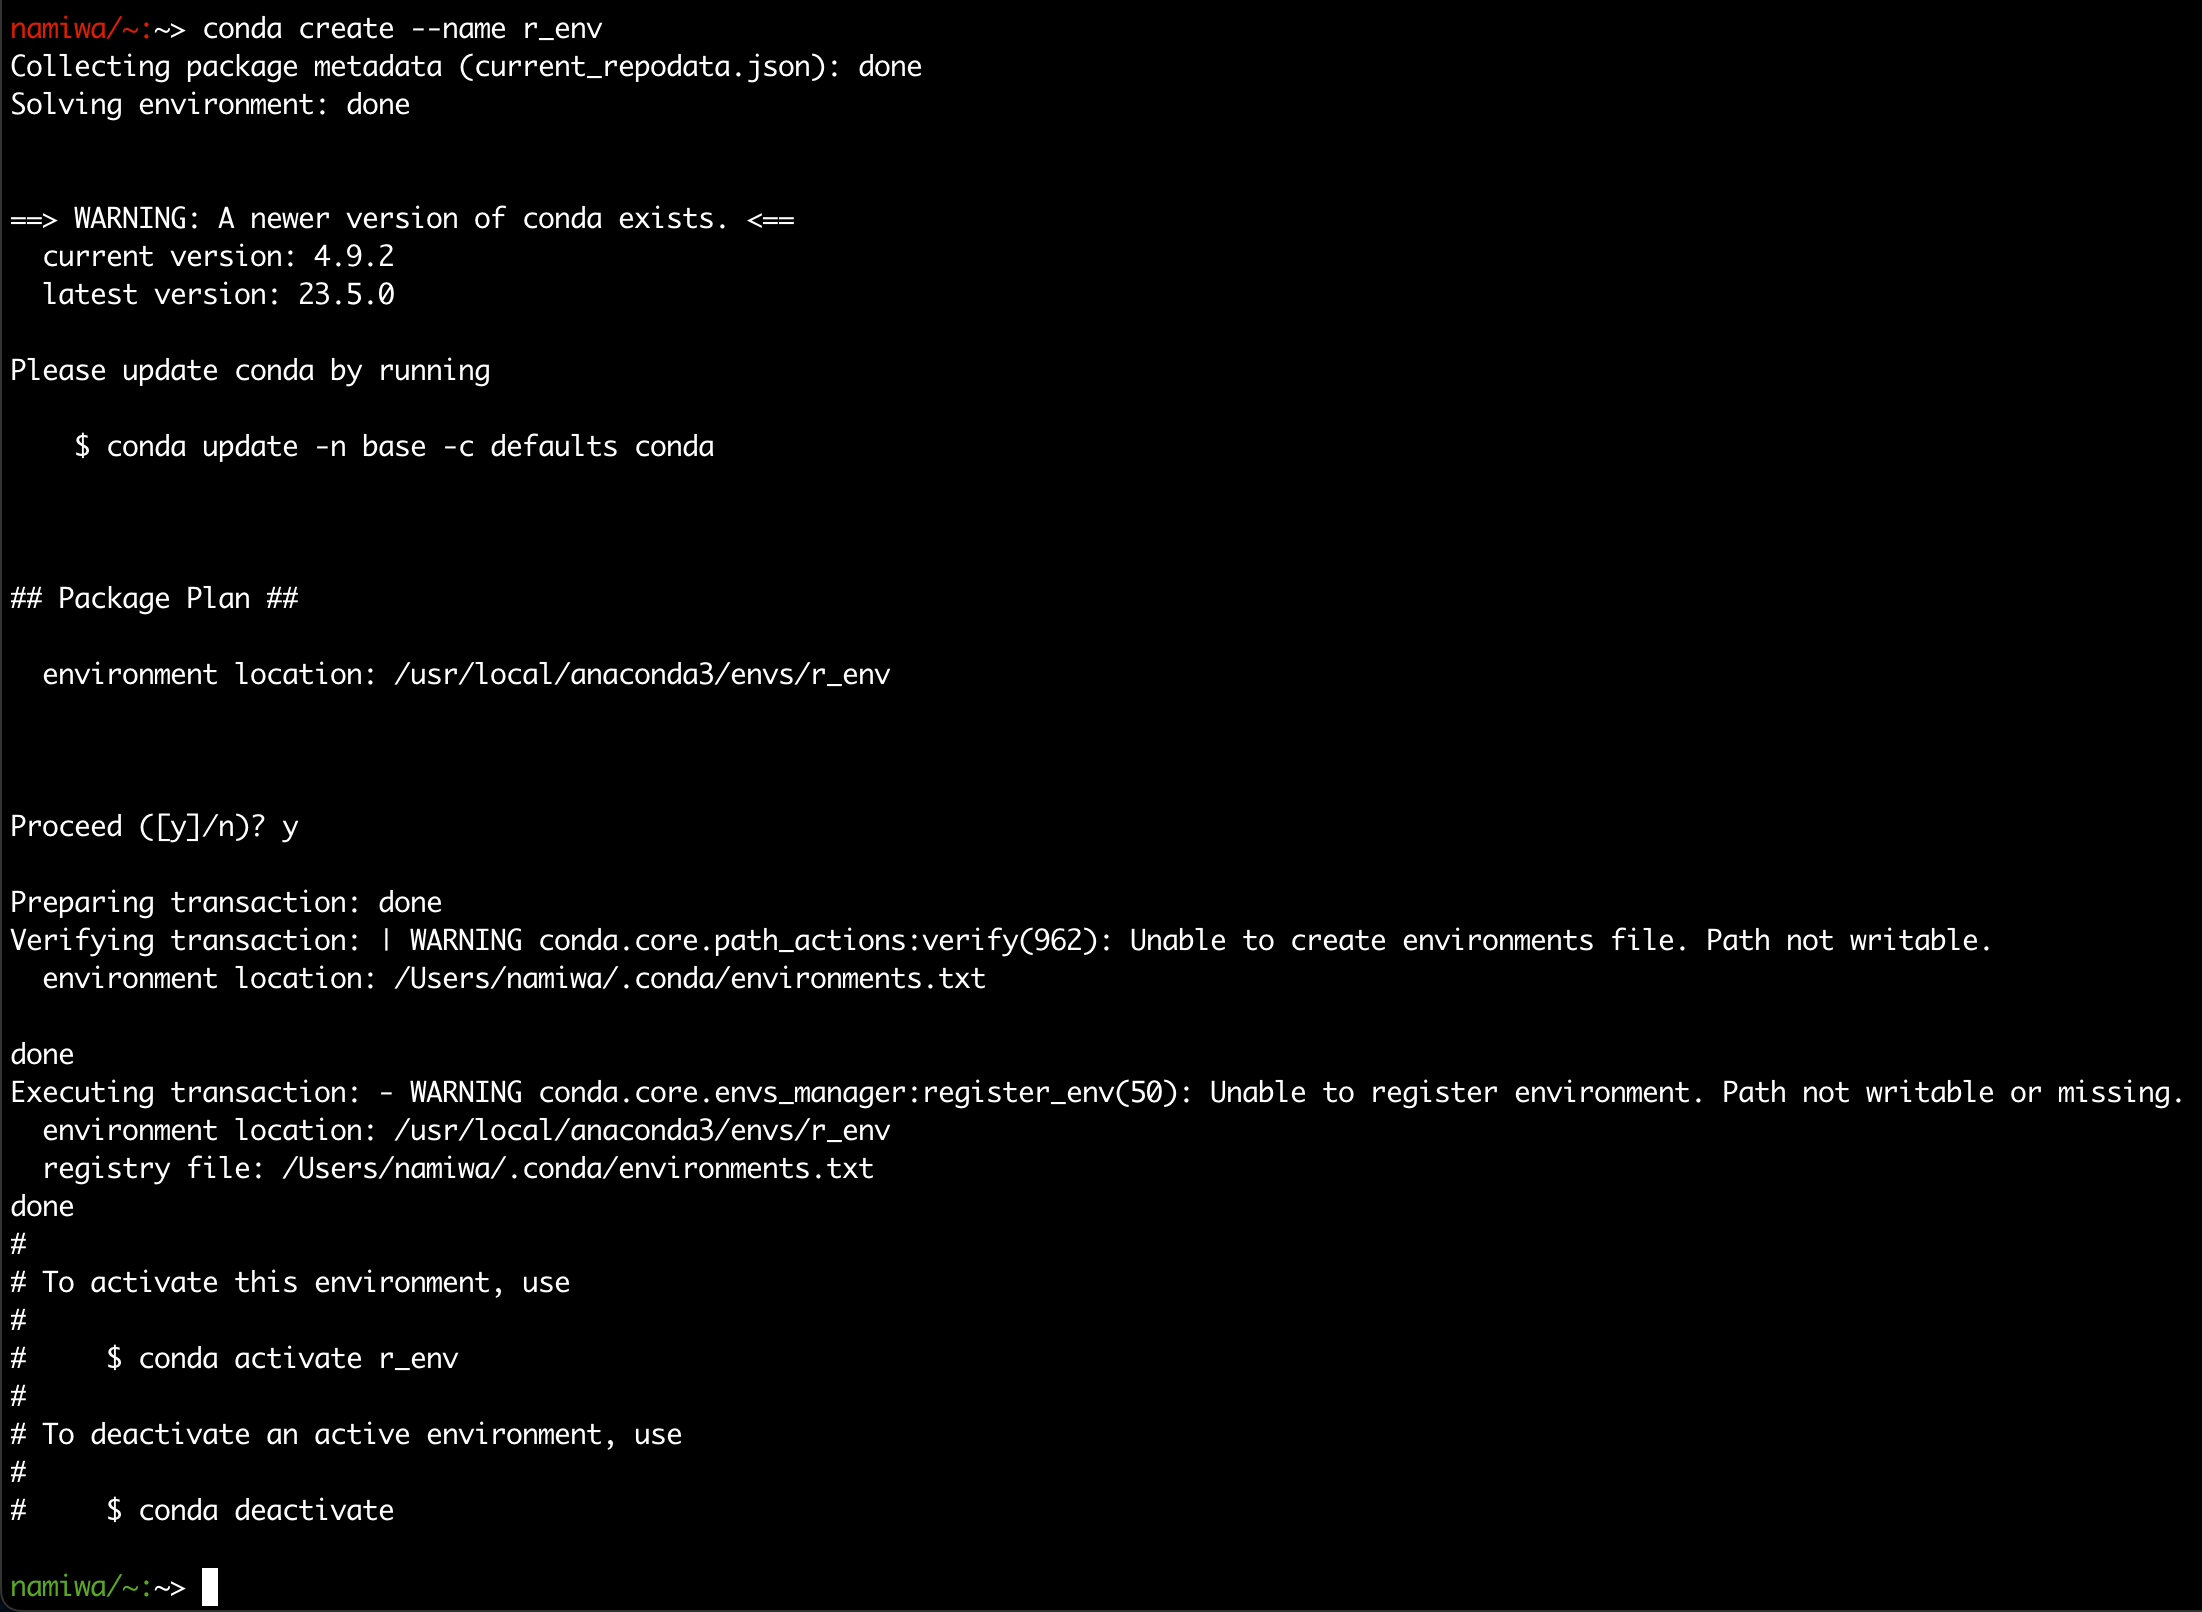 namiwa/~:~> conda create --name r_env
Collecting package metadata (current_repodata.json): done
Solving environment: done
==> WARNING: A newer version of conda exists. <==
  current version: 4.9.2
  latest version: 23.5.0
Please update conda by running
    $ conda update -n base -c defaults conda
## Package Plan ##
  environment location: /usr/local/anaconda3/envs/r_env
Proceed ([y]/n)? y
Preparing transaction: done
Verifying transaction: | WARNING conda.core.path_actions:verify(962): Unable to create environments file. Path not writable.
  environment location: /Users/namiwa/.conda/environments.txt
done
Executing transaction: - WARNING conda.core.envs_manager:register_env(50): Unable to register environment. Path not writable or missing.
  environment location: /usr/local/anaconda3/envs/r_env
  registry file: /Users/namiwa/.conda/environments.txt
done
#
# To activate this environment, use
#
#     $ conda activate r_env
#
# To deactivate an active environment, use
#
#     $ conda deactivate
namiwa/~:~>